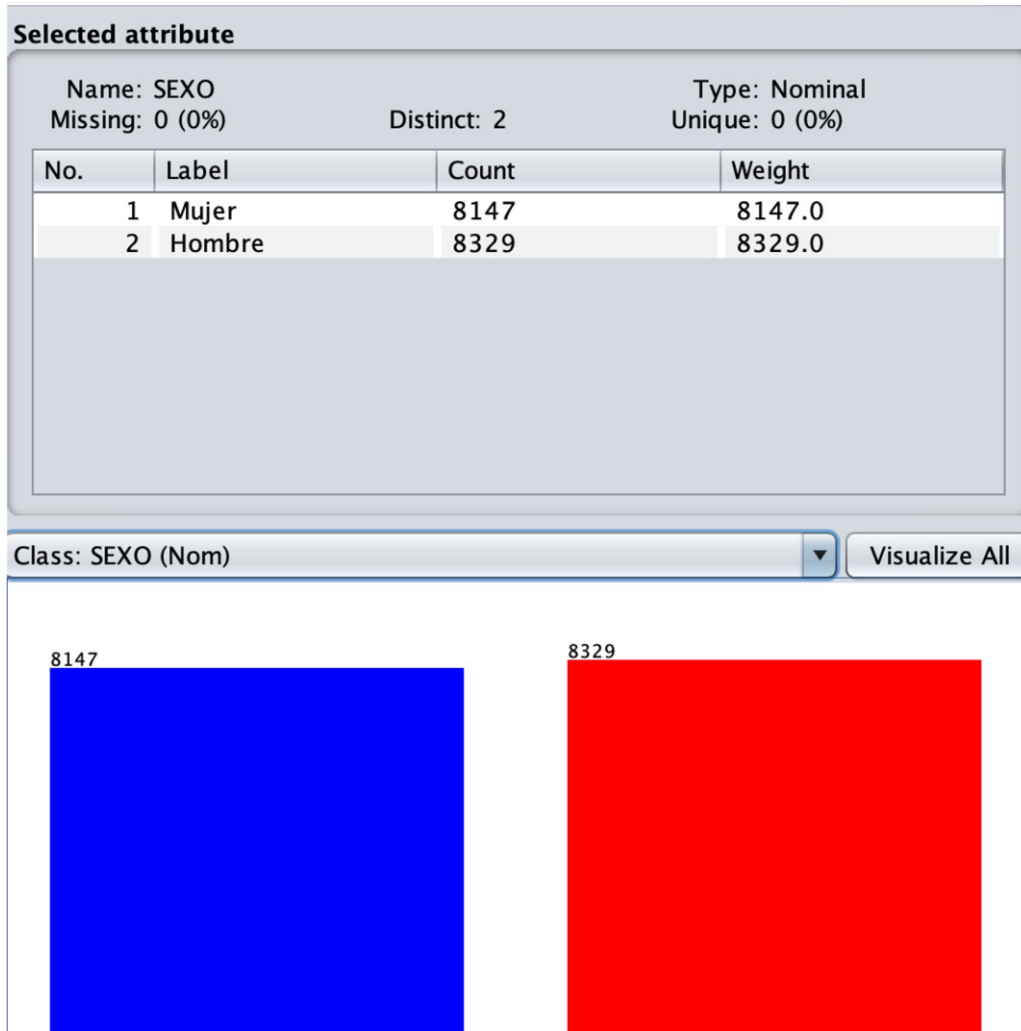 Selected attribute
Name: SEXO Type: Nominal
Missing: 0 (0%) Distinct: 2 Unique: 0 (0%)
No. Label Count Weight
1 Mujer 8147 8147.0
2 Hombre 8329 8329.0
Class: SEXO (Nom) Visualize All
8147 8329